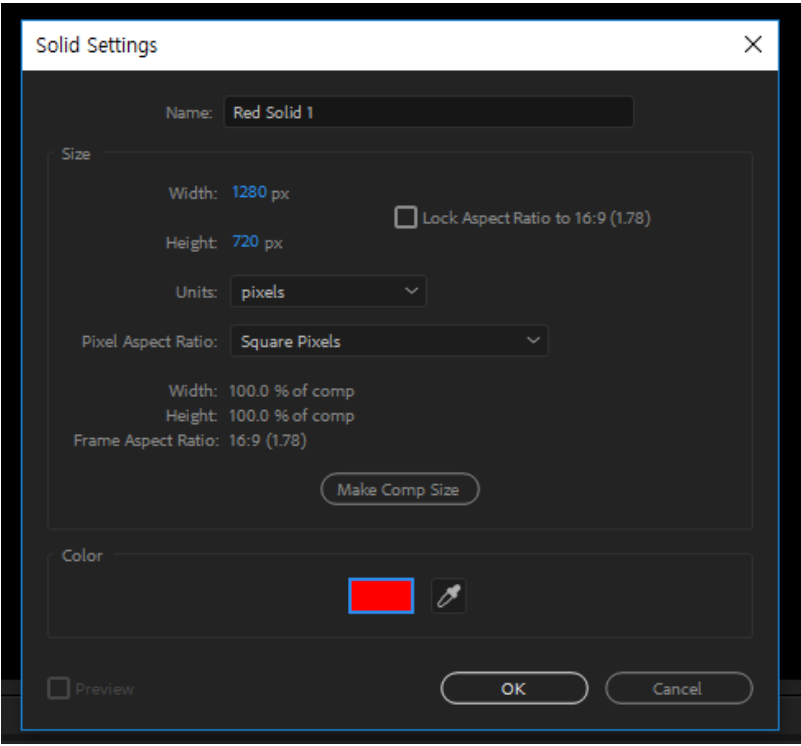 Solid Settings
Name: Red Solid 1
Size
Width: 1280 px
Lock Aspect Ratio to 16:9 (1.78)
Height: 720 px
Units: pixels
Pixel Aspect Ratio: Square Pixels
Width: 100.0 % of comp
Height: 100.0 % of comp
Frame Aspect Ratio: 16:9 (1.78)
Make Comp Size
Color
Preview
OK
Cancel